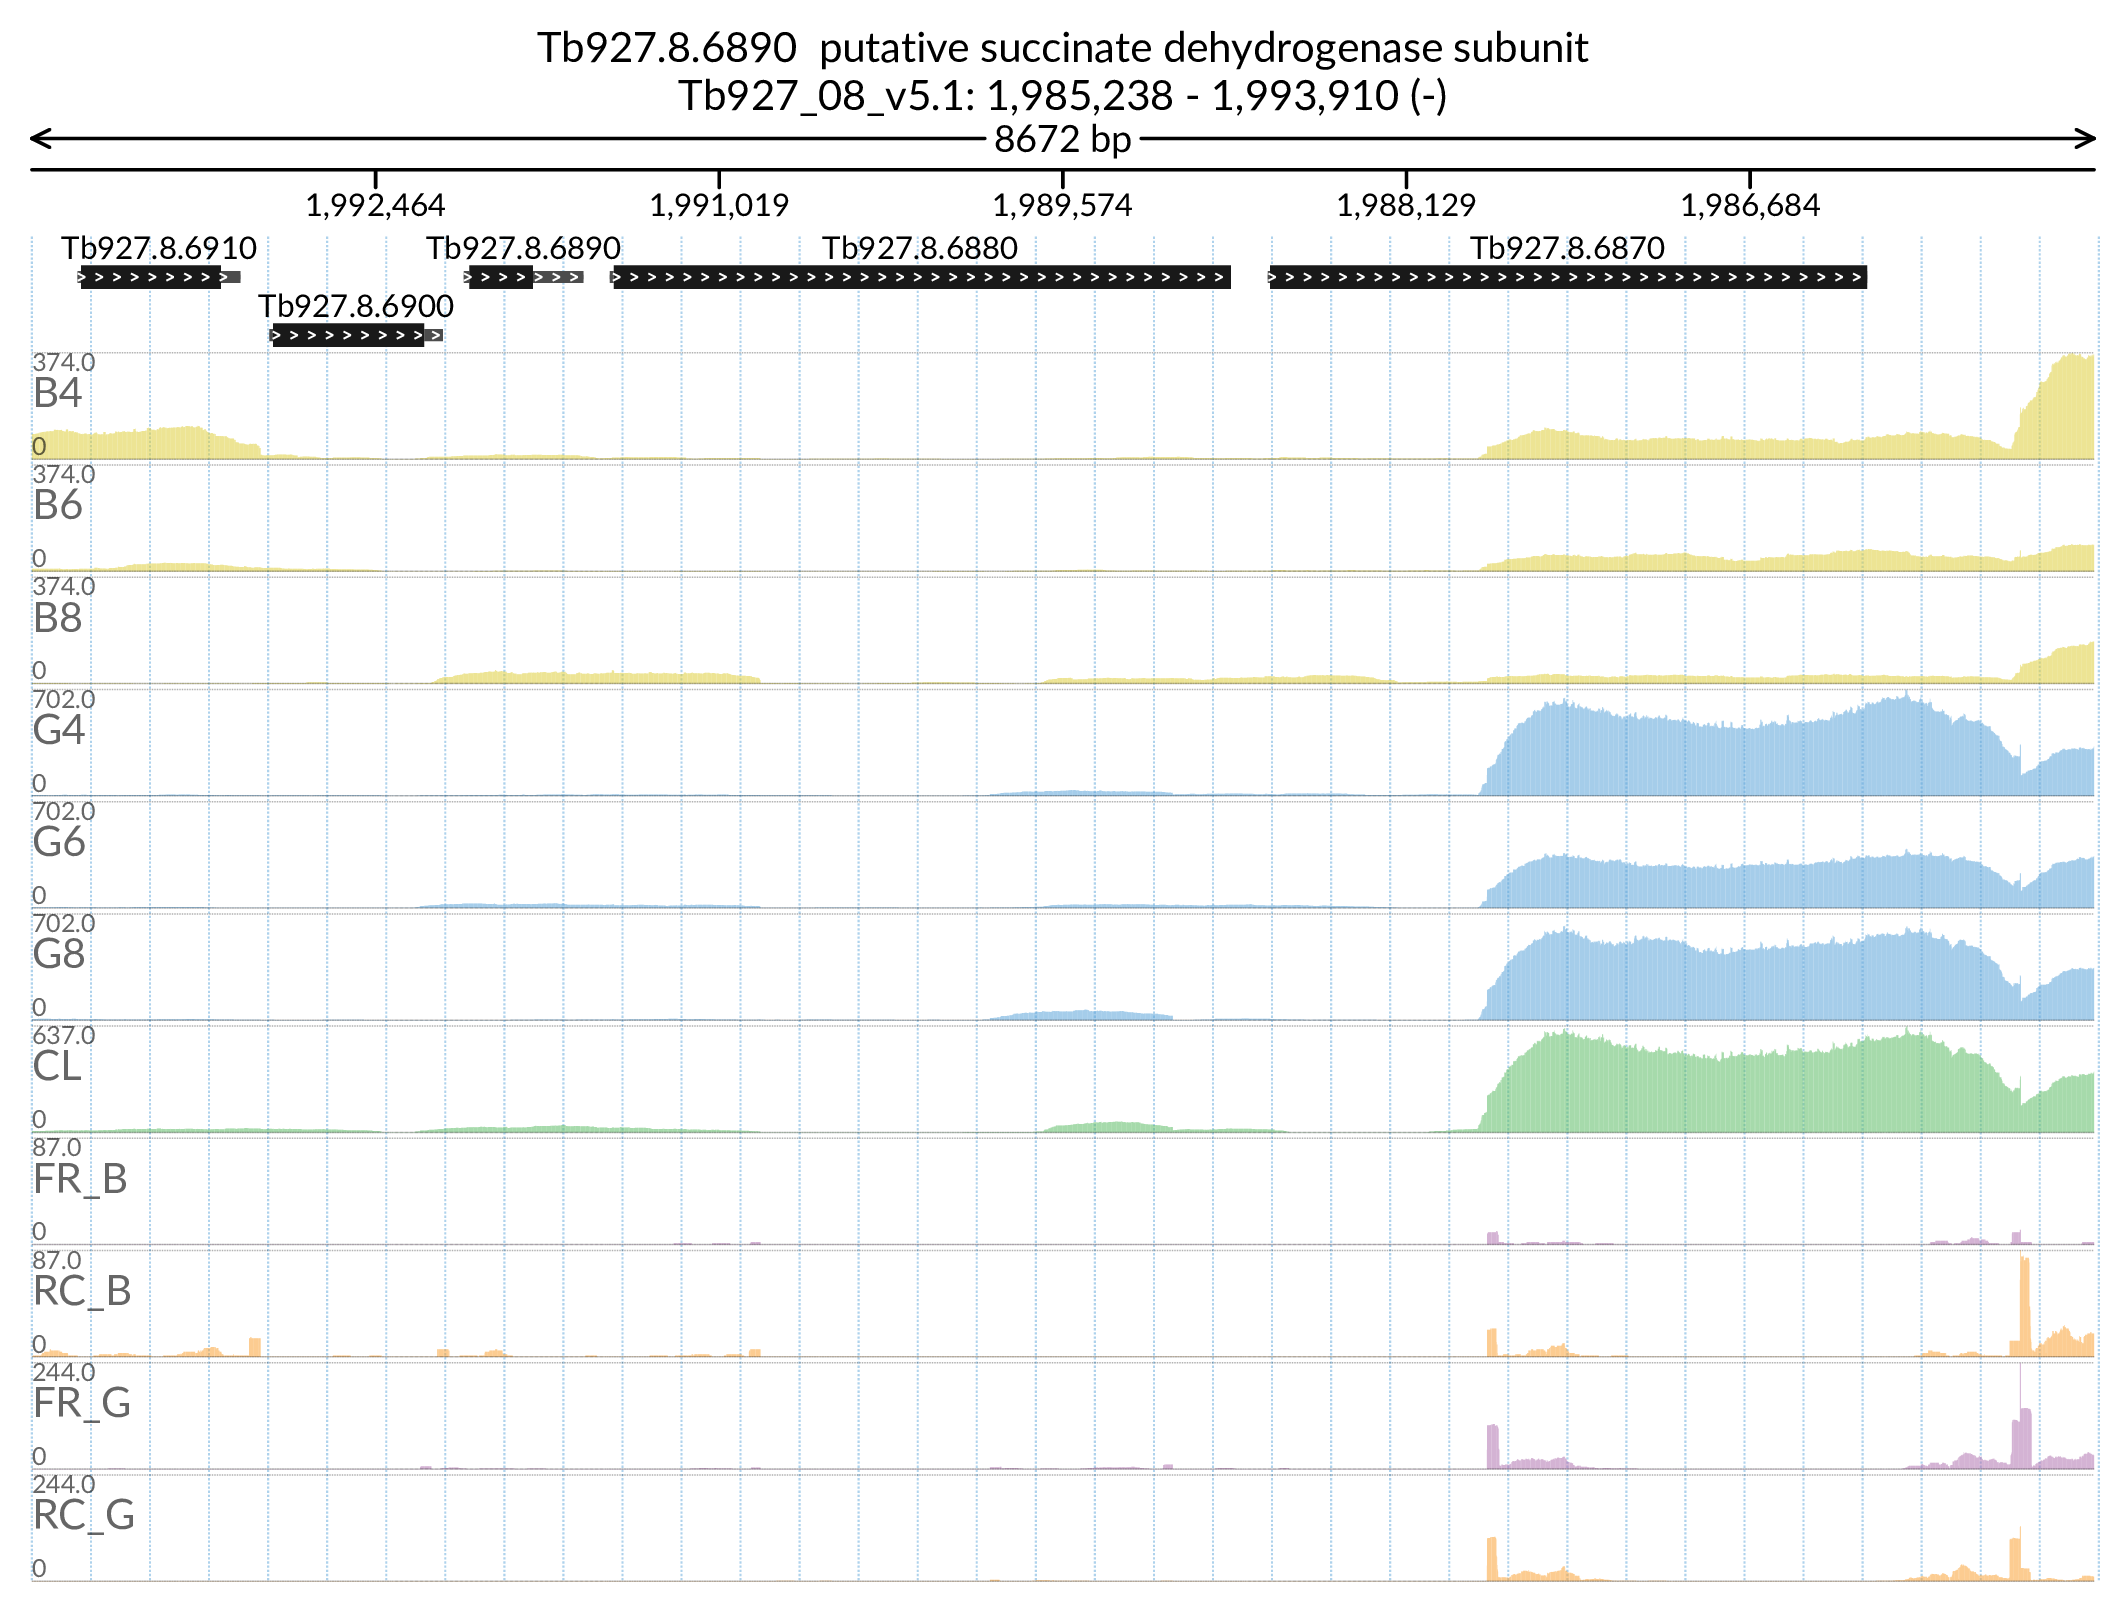 Tb927.8.6890  putative succinate dehydrogenase subunit
Tb927_08_v5.1: 1,985,238 - 1,993,910 (-)
8672 bp
1,992,464 1,991,019 1,989,574 1,988,129 1,986,684
Tb927.8.6910 Tb927.8.6890 Tb927.8.6880 Tb927.8.6870
Tb927.8.6900
374.0
B4
0
374.0
B6
0
374.0
B8
0
702.0
G4
0
702.0
G6
0
702.0
G8
0
637.0
CL
0
87.0
FR_B
0
87.0
RC_B
0
244.0
FR_G
0
244.0
RC_G
0